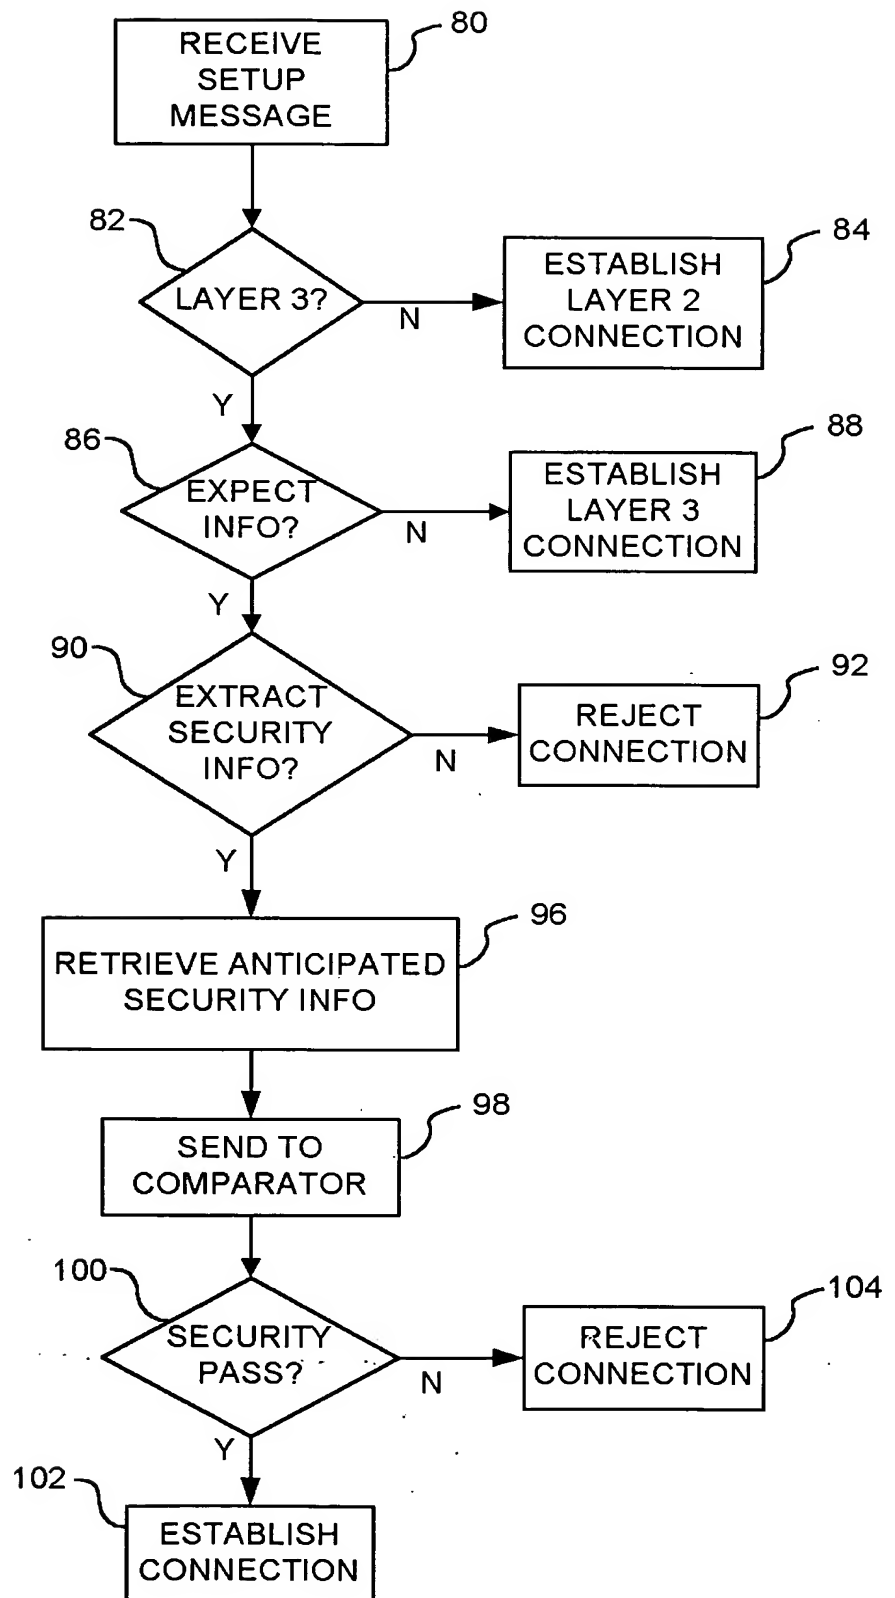 80
RECEIVE
SETUP
MESSAGE
82
LAYER 3?
N
84
ESTABLISH
LAYER 2
CONNECTION
Y
86
EXPECT
INFO?
N
88
ESTABLISH
LAYER 3
CONNECTION
Y
90
EXTRACT
SECURITY
INFO?
N
92
REJECT
CONNECTION
Y
96
RETRIEVE ANTICIPATED
SECURITY INFO
98
SEND TO
COMPARATOR
100
SECURITY
PASS?
N
104
REJECT
CONNECTION
Y
102
ESTABLISH
CONNECTION